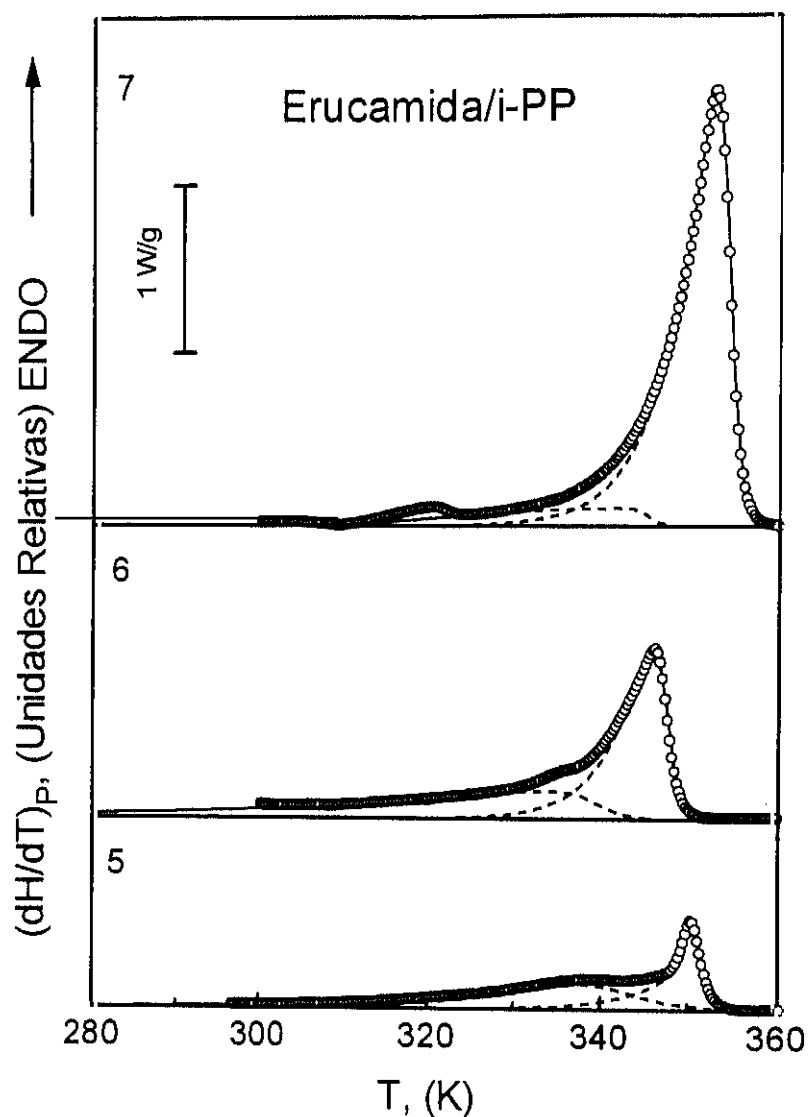 7
Erucamida/i-PP
1 W/g
(dH/dT)P, (Unidades Relativas) ENDO
6
5
280 300 320 340 360
T, (K)